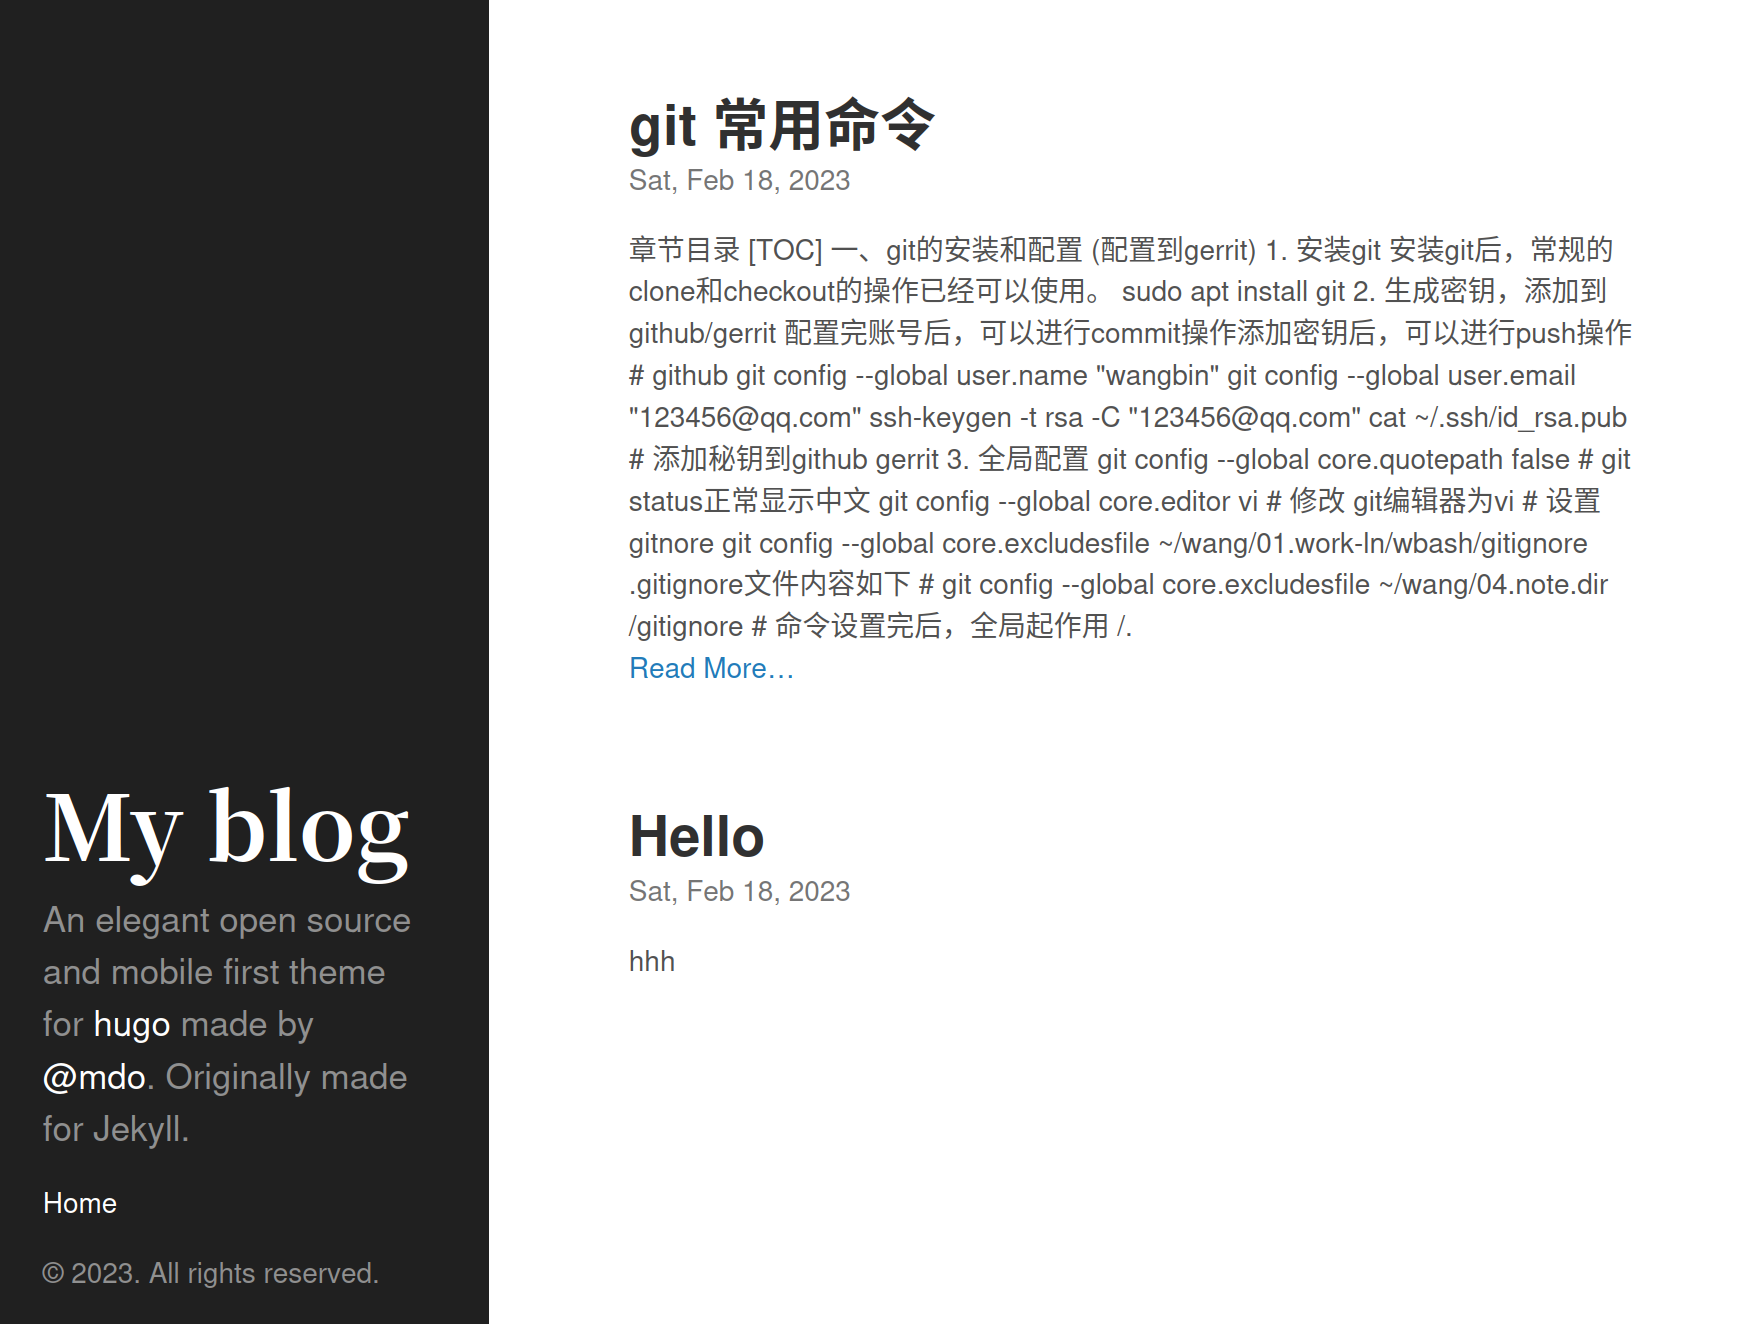 My blog
An elegant open source
and mobile first theme
for hugo made by
@mdo. Originally made
for Jekyll.
Home
© 2023. All rights reserved.
git 常用命令
Sat, Feb 18, 2023
章节目录 [TOC] 一、git的安装和配置 (配置到gerrit) 1. 安装git 安装git后，常规的
clone和checkout的操作已经可以使用。 sudo apt install git 2. 生成密钥，添加到
github/gerrit 配置完账号后，可以进行commit操作添加密钥后，可以进行push操作
# github git config --global user.name "wangbin" git config --global user.email
"123456@qq.com" ssh-keygen -t rsa -C "123456@qq.com" cat ~/.ssh/id_rsa.pub
# 添加秘钥到github gerrit 3. 全局配置 git config --global core.quotepath false # git
status正常显示中文 git config --global core.editor vi # 修改 git编辑器为vi # 设置
gitnore git config --global core.excludesfile ~/wang/01.work-ln/wbash/gitignore
.gitignore文件内容如下 # git config --global core.excludesfile ~/wang/04.note.dir
/gitignore # 命令设置完后，全局起作用 /.
Read More…
Hello
Sat, Feb 18, 2023
hhh